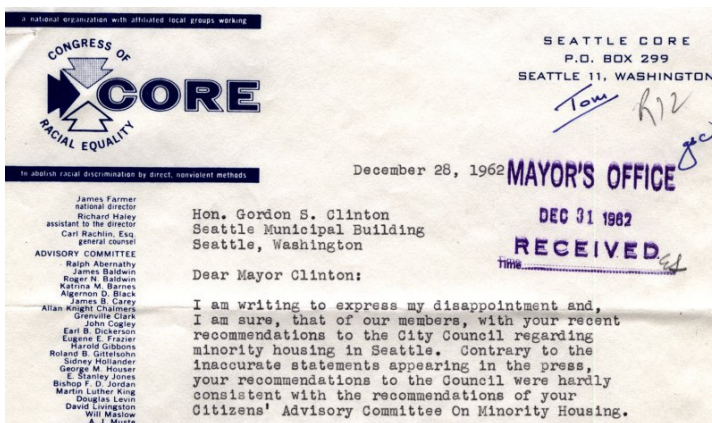 a national organization with affiliated local groups working
CONGRESS OF
CORE
RACIAL EQUALITY
to abolish racial discrimination by direct, nonviolent methods
SEATTLE CORE
P.O. BOX 299
SEATTLE 11, WASHINGTON
Tom
R12
December 28, 1962
MAYOR'S OFFICE
DEC 31 1962
RECEIVED
Time
James Farmer
national director
Richard Haley
assistant to the director
Carl Rachlin, Esq.
general counsel
ADVISORY COMMITTEE
Ralph Abernathy
James Baldwin
Roger N. Baldwin
Katrina M. Barnes
Algernon D. Black
James B. Carey
Allan Knight Chalmers
Grenville Clark
John Cogley
Earl B. Dickerson
Eugene E. Frazier
Harold Gibbons
Roland B. Gittelsohn
Sidney Hollander
George M. Houser
E. Stanley Jones
Bishop F. D. Jordan
Martin Luther King
Douglas Levin
David Livingston
Will Maslow
A. J. Muste
Hon. Gordon S. Clinton
Seattle Municipal Building
Seattle, Washington
Dear Mayor Clinton:
I am writing to express my disappointment and,
I am sure, that of our members, with your recent
recommendations to the City Council regarding
minority housing in Seattle. Contrary to the
inaccurate statements appearing in the press,
your recommendations to the Council were hardly
consistent with the recommendations of your
Citizens' Advisory Committee On Minority Housing.